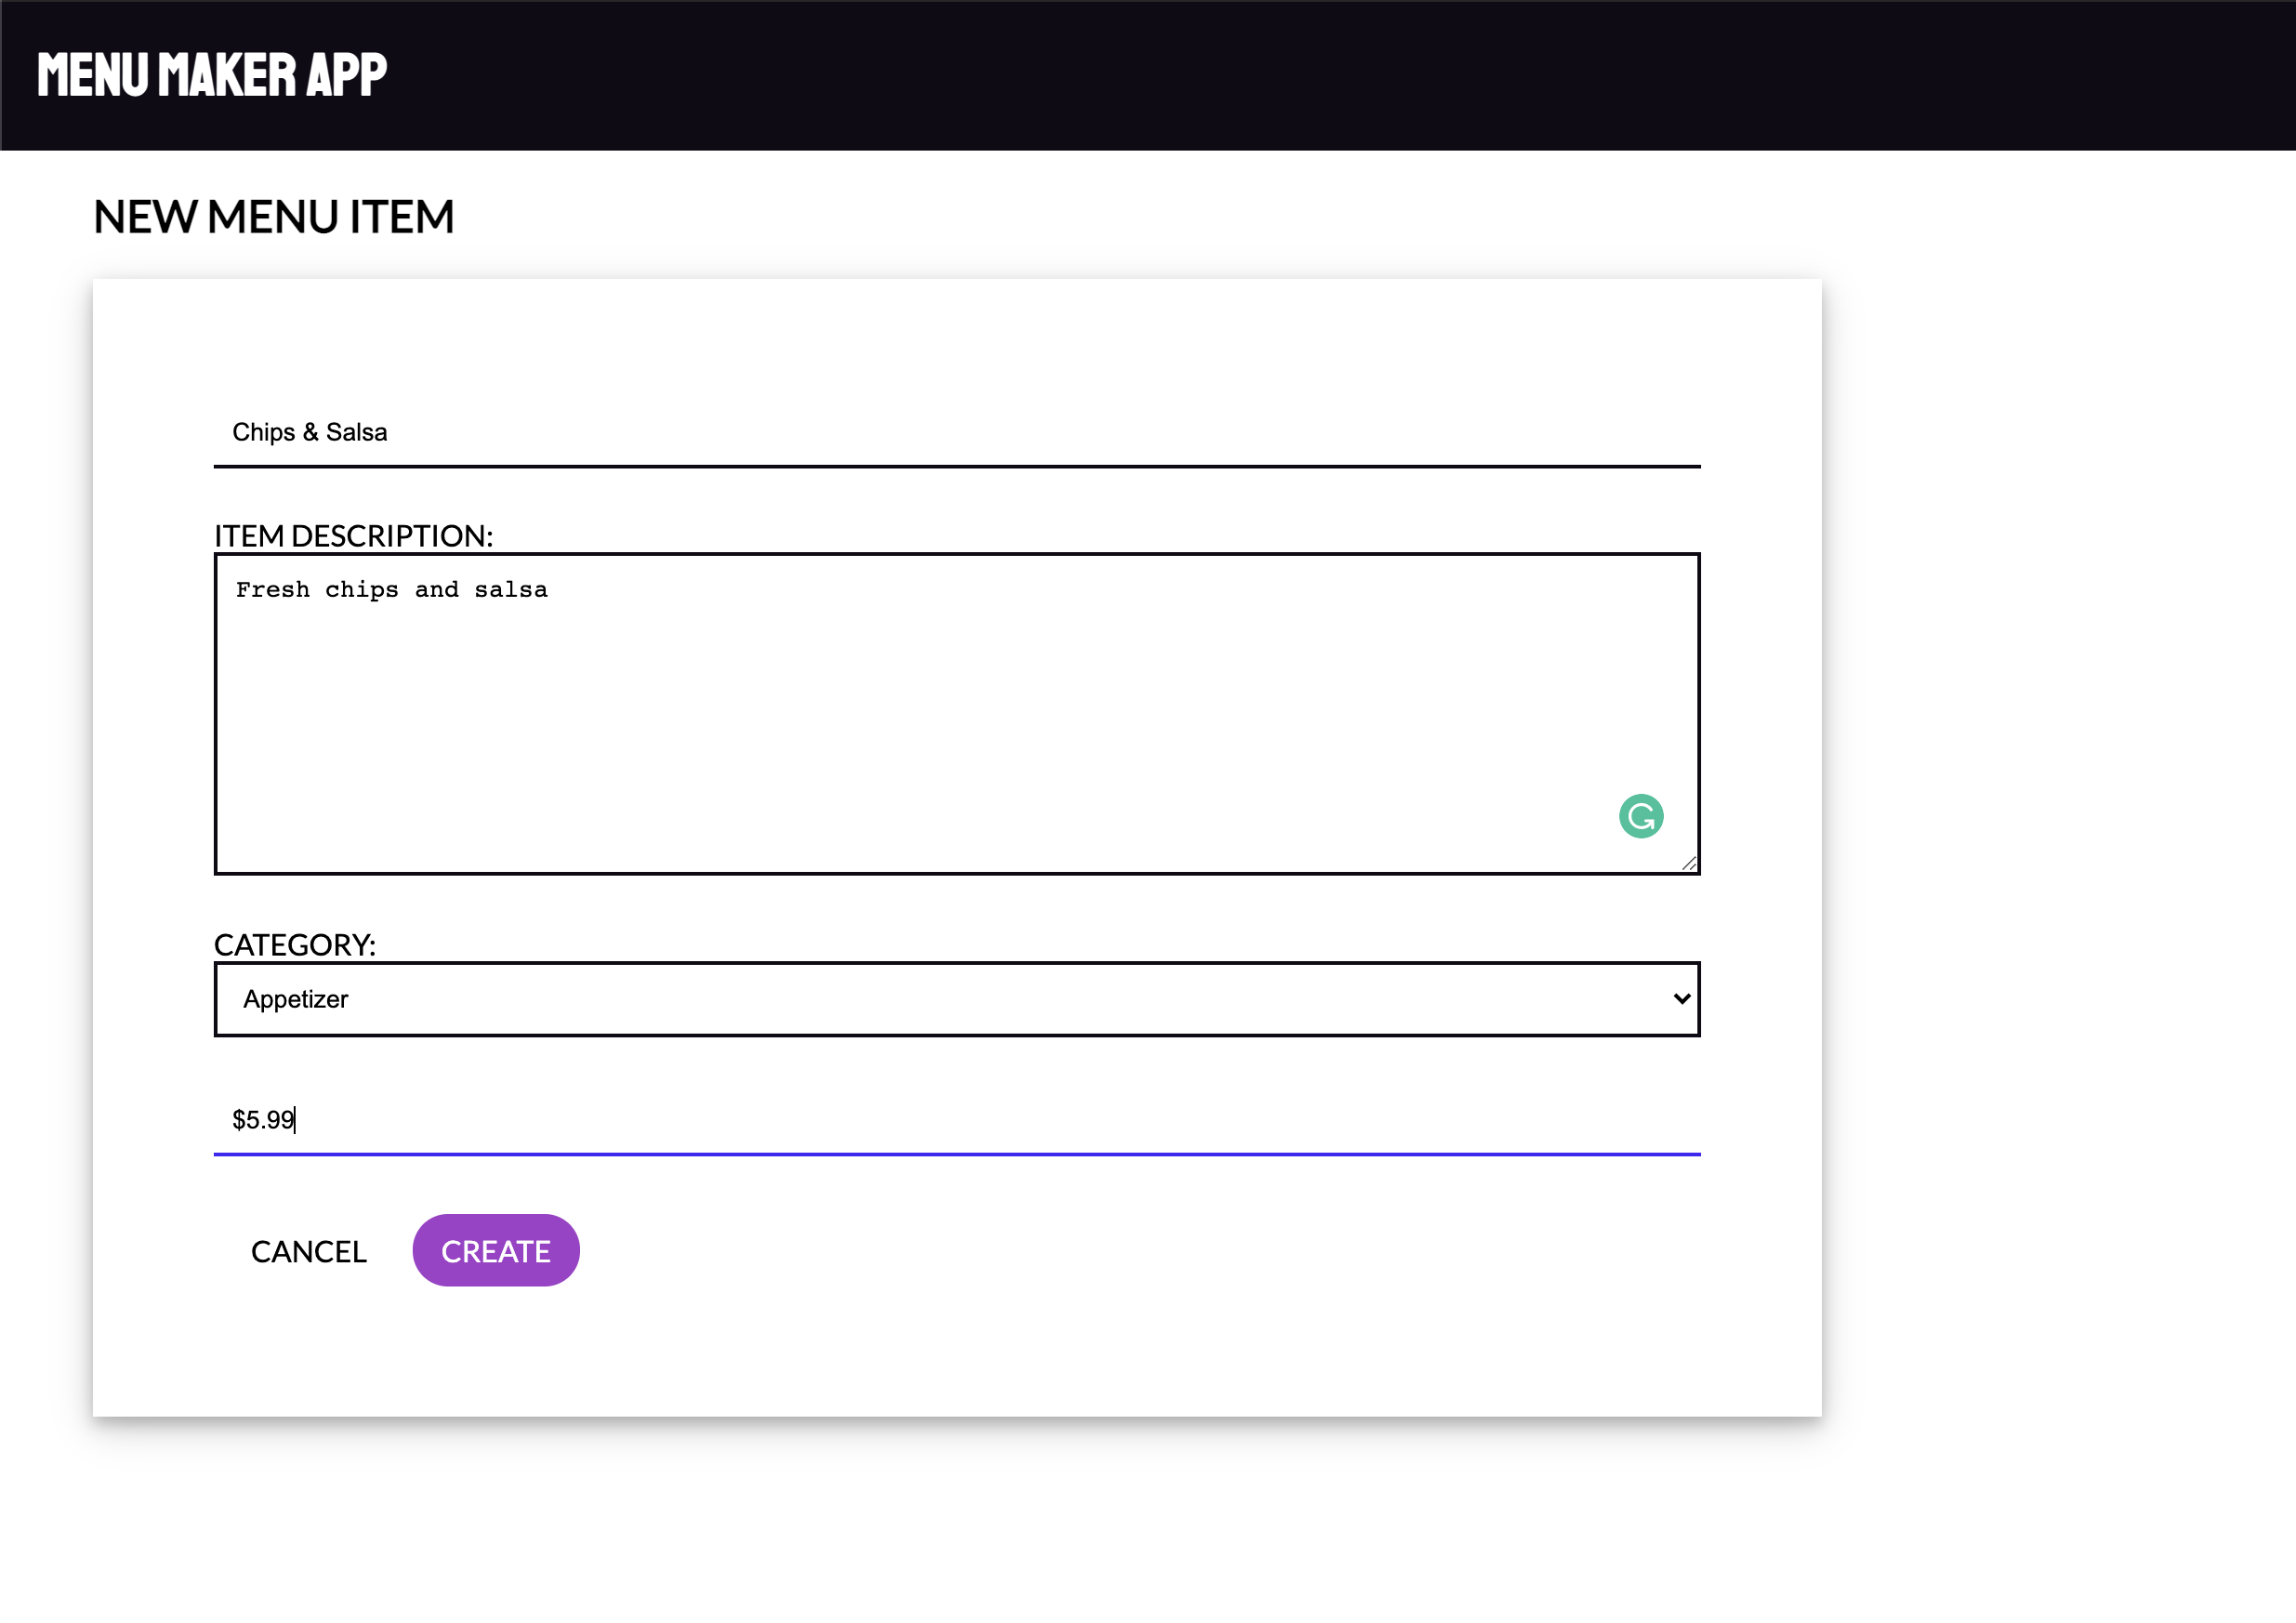 MENU MAKER APP
NEW MENU ITEM
Chips & Salsa
ITEM DESCRIPTION:
Fresh chips and salsa
CATEGORY:
Appetizer
$5.99
CANCEL CREATE